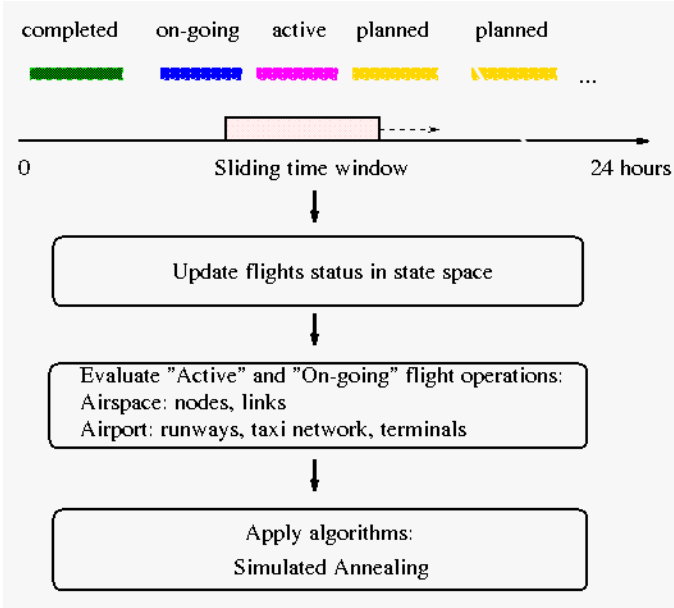 completed on-going active planned planned
...
0 Sliding time window 24 hours
Update flights status in state space
Evaluate "Active" and "On-going" flight operations:
Airspace: nodes, links
Airport: runways, taxi network, terminals
Apply algorithms:
Simulated Annealing